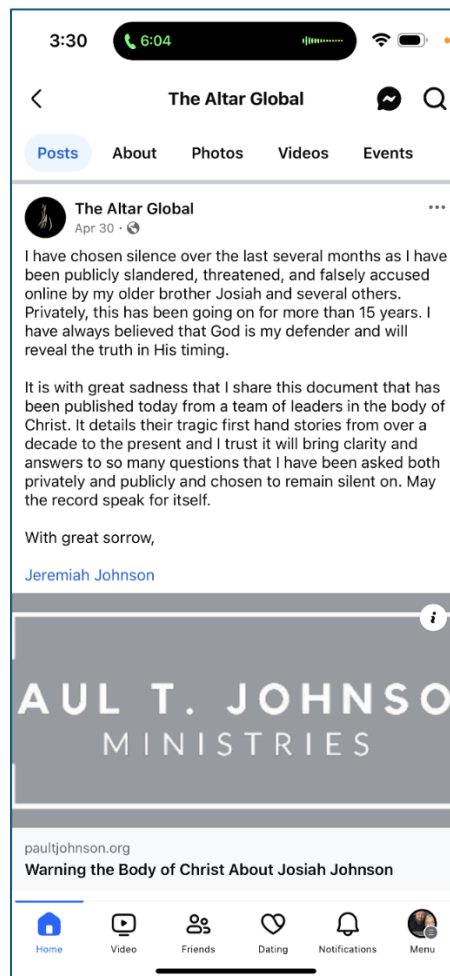 3:30
6:04
The Altar Global
Posts
About
Photos
Videos
Events
The Altar Global
Apr 30 ·
I have chosen silence over the last several months as I have
been publicly slandered, threatened, and falsely accused
online by my older brother Josiah and several others.
Privately, this has been going on for more than 15 years. I
have always believed that God is my defender and will
reveal the truth in His timing.
It is with great sadness that I share this document that has
been published today from a team of leaders in the body of
Christ. It details their tragic first hand stories from over a
decade to the present and I trust it will bring clarity and
answers to so many questions that I have been asked both
privately and publicly and chosen to remain silent on. May
the record speak for itself.
With great sorrow,
Jeremiah Johnson
AUL T. JOHNSO
MINISTRIES
paultjohnson.org
Warning the Body of Christ About Josiah Johnson
Home
Video
Friends
Dating
Notifications
Menu